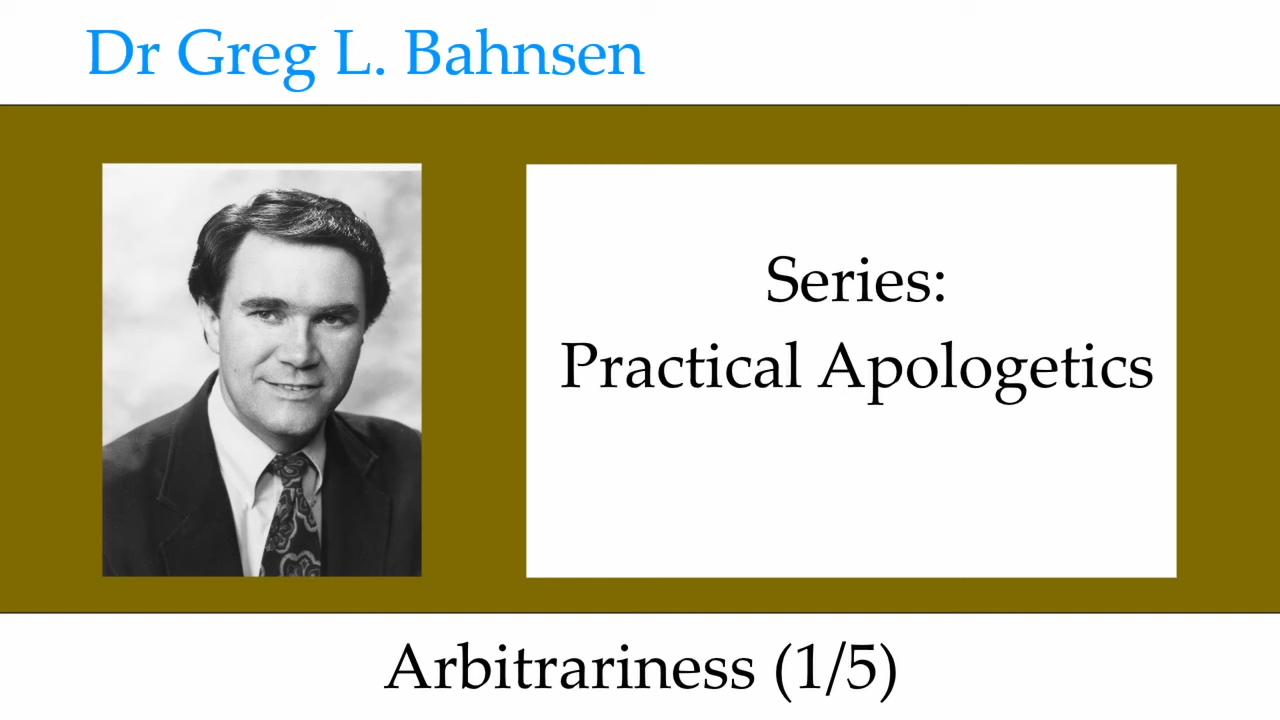 Dr Greg L. Bahnsen
Series:
Practical Apologetics
Arbitrariness (1/5)